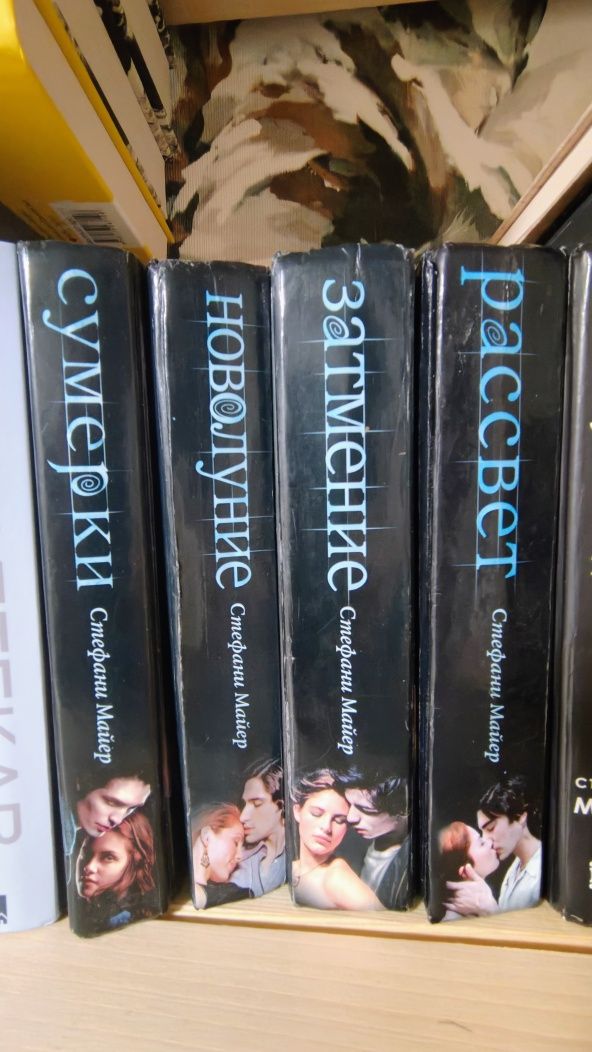 сумерки
Стефани Майер
новолуние
Стефани Майер
затмение
Стефани Майер
рассвет
Стефани Майер